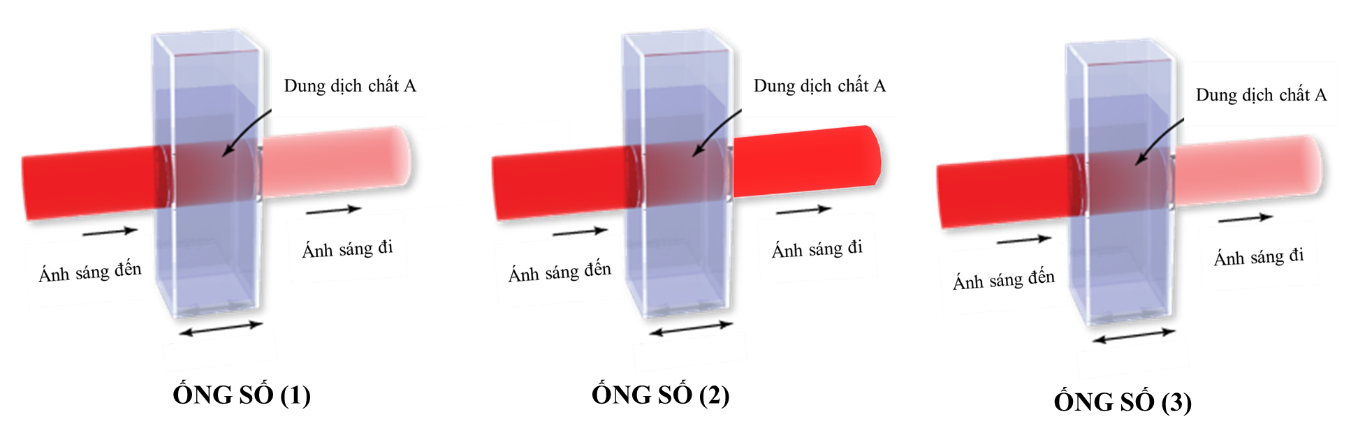 Dung dịch chất A
Ánh sáng đến
Ánh sáng đi
ỐNG SỐ (1)
Dung dịch chất A
Ánh sáng đến
Ánh sáng đi
ỐNG SỐ (2)
Dung dịch chất A
Ánh sáng đến
Ánh sáng đi
ỐNG SỐ (3)